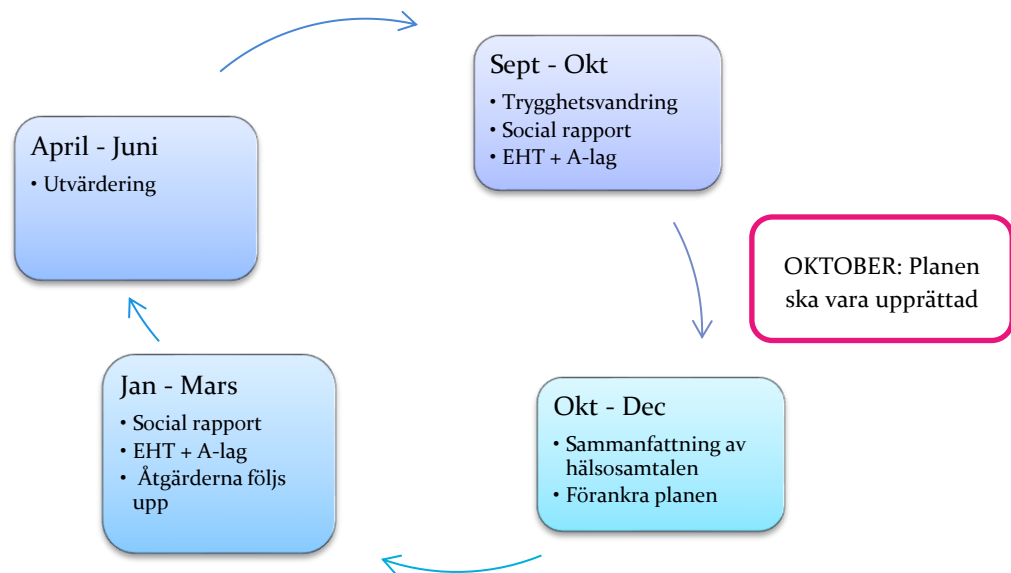 Sept - Okt
• Trygghetsvandring
• Social rapport
• EHT + A-lag
April - Juni
• Utvärdering
OKTOBER: Planen
ska vara upprättad
Jan - Mars
• Social rapport
• EHT + A-lag
• Åtgärderna följs
upp
Okt - Dec
• Sammanfattning av
hälsosamtalen
• Förankra planen